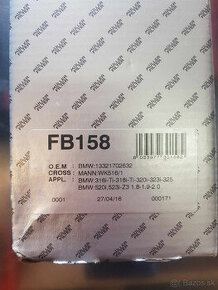 FB158
O.E.M : BMW:13321702632
CROSS : MANN:WK516/1
APPL. : BMW:316i-Ti-318i-Ti-320i-323i-325
BMW:520i,523i-Z3 1.8-1.9-2.0
0001 27/04/16 000171